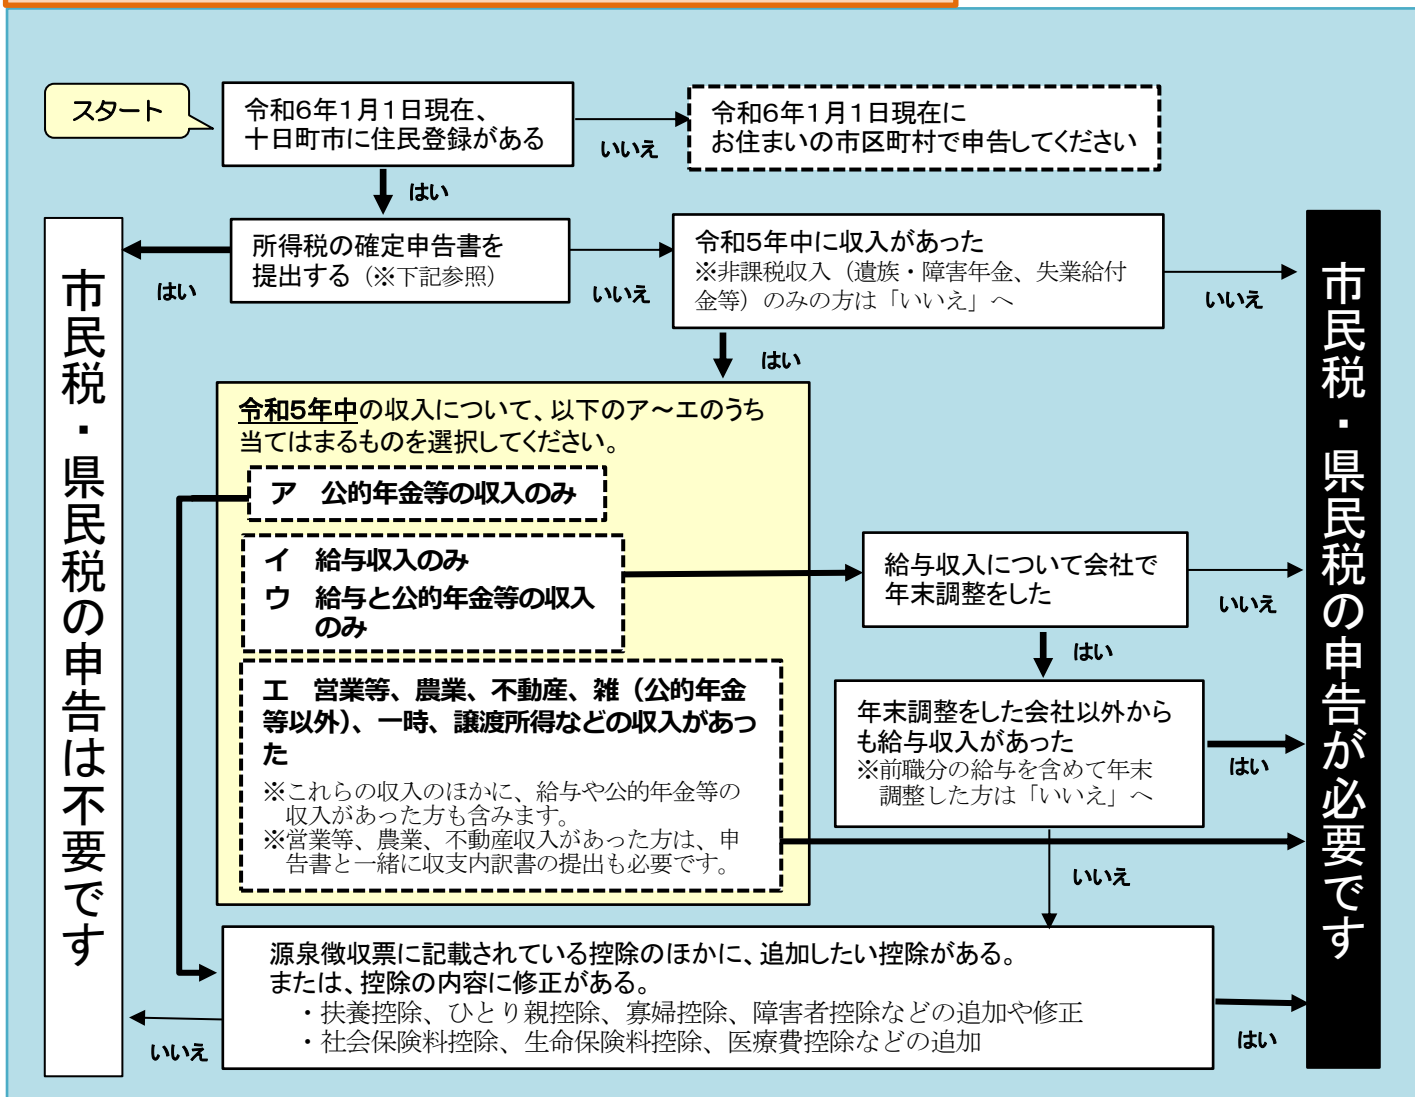 スタート
令和6年1月1日現在、
十日町市に住民登録がある
いいえ
令和6年1月1日現在に
お住まいの市区町村で申告してください
はい
所得税の確定申告書を
提出する（※下記参照）
はい
いいえ
令和5年中に収入があった
※非課税収入（遺族・障害年金、失業給付
金等）のみの方は「いいえ」へ
いいえ
はい
市民税・県民税の申告は不要です
市民税・県民税の申告が必要です
令和5年中の収入について、以下のア～エのうち
当てはまるものを選択してください。
ア　公的年金等の収入のみ
イ　給与収入のみ
ウ　給与と公的年金等の収入
のみ
エ　営業等、農業、不動産、雑（公的年金
等以外）、一時、譲渡所得などの収入があっ
た
※これらの収入のほかに、給与や公的年金等の
収入があった方も含みます。
※営業等、農業、不動産収入があった方は、申
告書と一緒に収支内訳書の提出も必要です。
給与収入について会社で
年末調整をした
いいえ
はい
年末調整をした会社以外から
も給与収入があった
※前職分の給与を含めて年末
調整した方は「いいえ」へ
はい
いいえ
源泉徴収票に記載されている控除のほかに、追加したい控除がある。
または、控除の内容に修正がある。
・扶養控除、ひとり親控除、寡婦控除、障害者控除などの追加や修正
・社会保険料控除、生命保険料控除、医療費控除などの追加
いいえ
はい